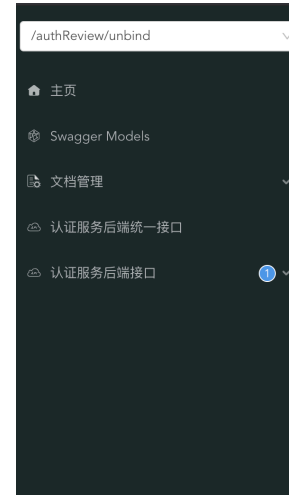 /authReview/unbind
主页
Swagger Models
文档管理
认证服务后端统一接口
认证服务后端接口 1